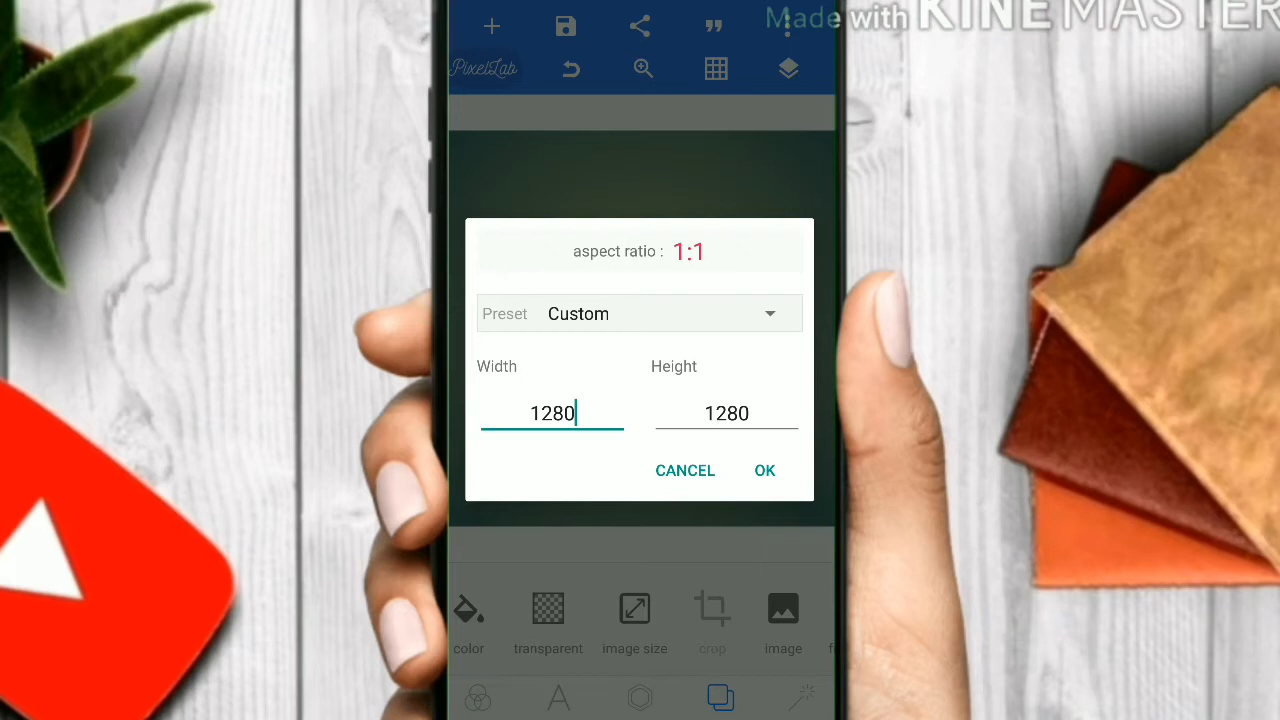 Made with KINEMASTER
PixelLab
aspect ratio : 1:1
Preset Custom
Width Height
1280 1280
CANCEL OK
color transparent image size crop image